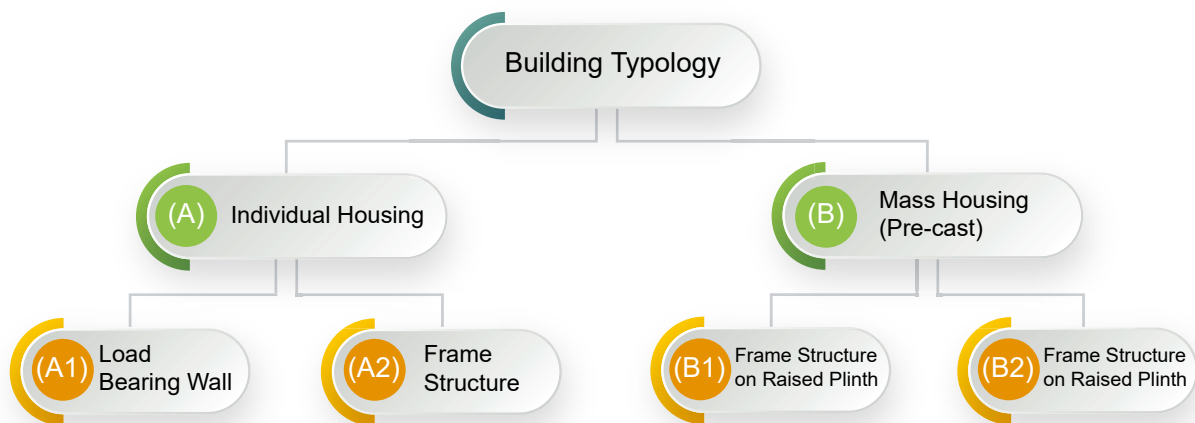 Building Typology
(A) Individual Housing
(B) Mass Housing
(Pre-cast)
(A1) Load
Bearing Wall
(A2) Frame
Structure
(B1) Frame Structure
on Raised Plinth
(B2) Frame Structure
on Raised Plinth